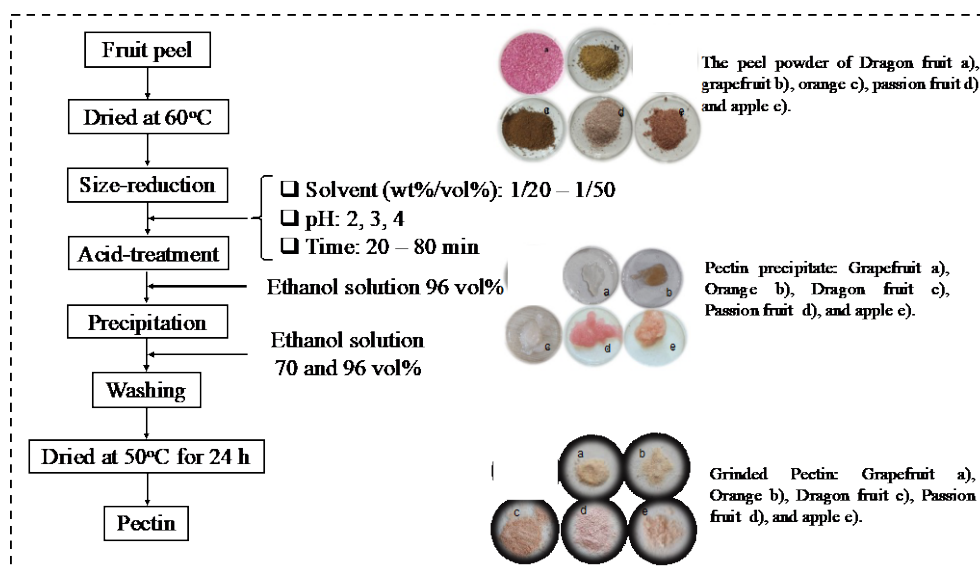 Fruit peel
Dried at 60°C
Size-reduction
❑ Solvent (wt%/vol%): 1/20 – 1/50
❑ pH: 2, 3, 4
❑ Time: 20 – 80 min
Acid-treatment
Ethanol solution 96 vol%
Precipitation
Ethanol solution
70 and 96 vol%
Washing
Dried at 50°C for 24 h
Pectin
a
c
d
e
The peel powder of Dragon fruit a),
grapefruit b), orange c), passion fruit d)
and apple e).
a
b
c
d
e
Pectin precipitate: Grapefruit a),
Orange b), Dragon fruit c),
Passion fruit d), and apple e).
a
b
c
d
e
Grinded Pectin: Grapefruit a),
Orange b), Dragon fruit c), Passion
fruit d), and apple e).